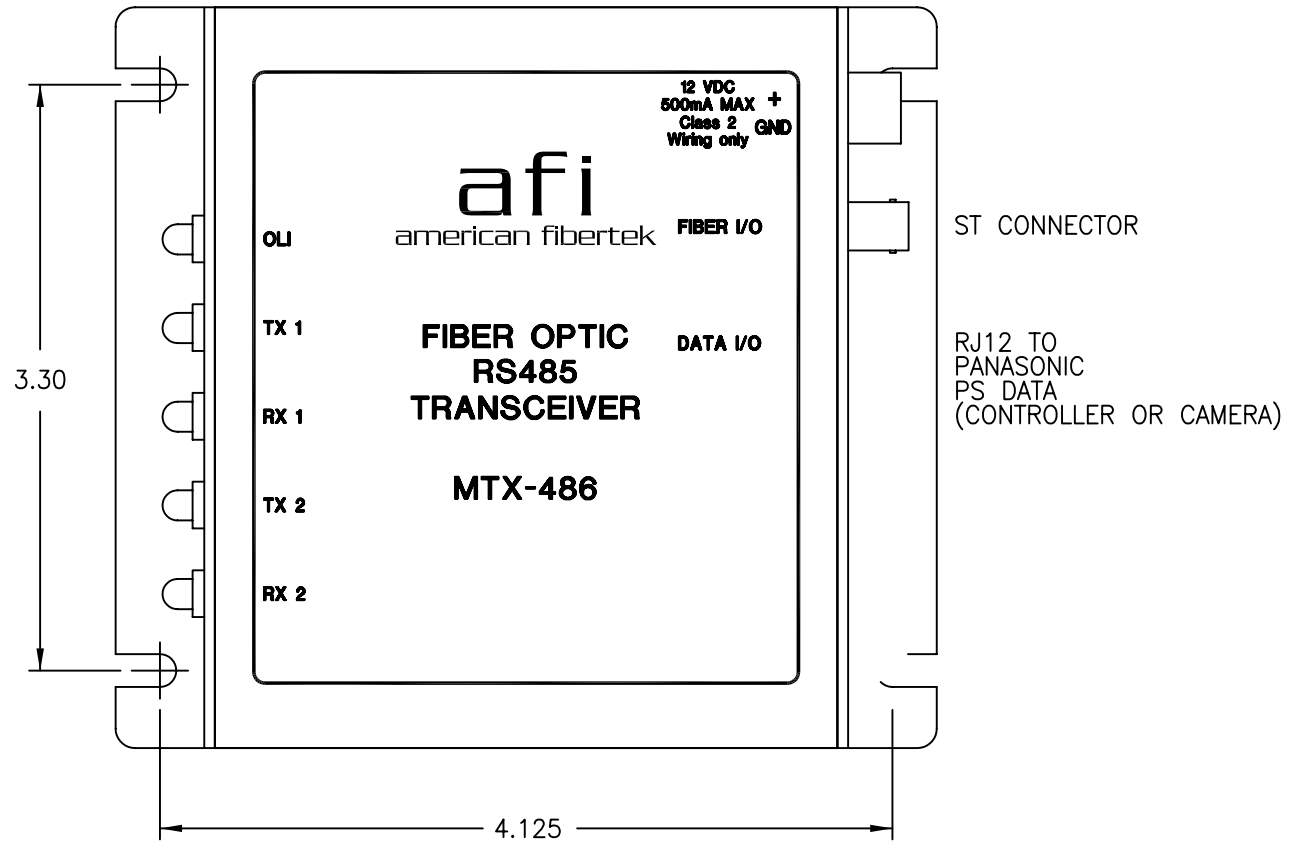 12 VDC
500mA MAX +
Class 2 GND
Wiring only
afi
american fibertek
FIBER I/O
ST CONNECTOR
OLI
TX 1
FIBER OPTIC
RS485
TRANSCEIVER
DATA I/O
RJ12 TO
PANASONIC
PS DATA
(CONTROLLER OR CAMERA)
3.30
RX 1
MTX-486
TX 2
RX 2
4.125